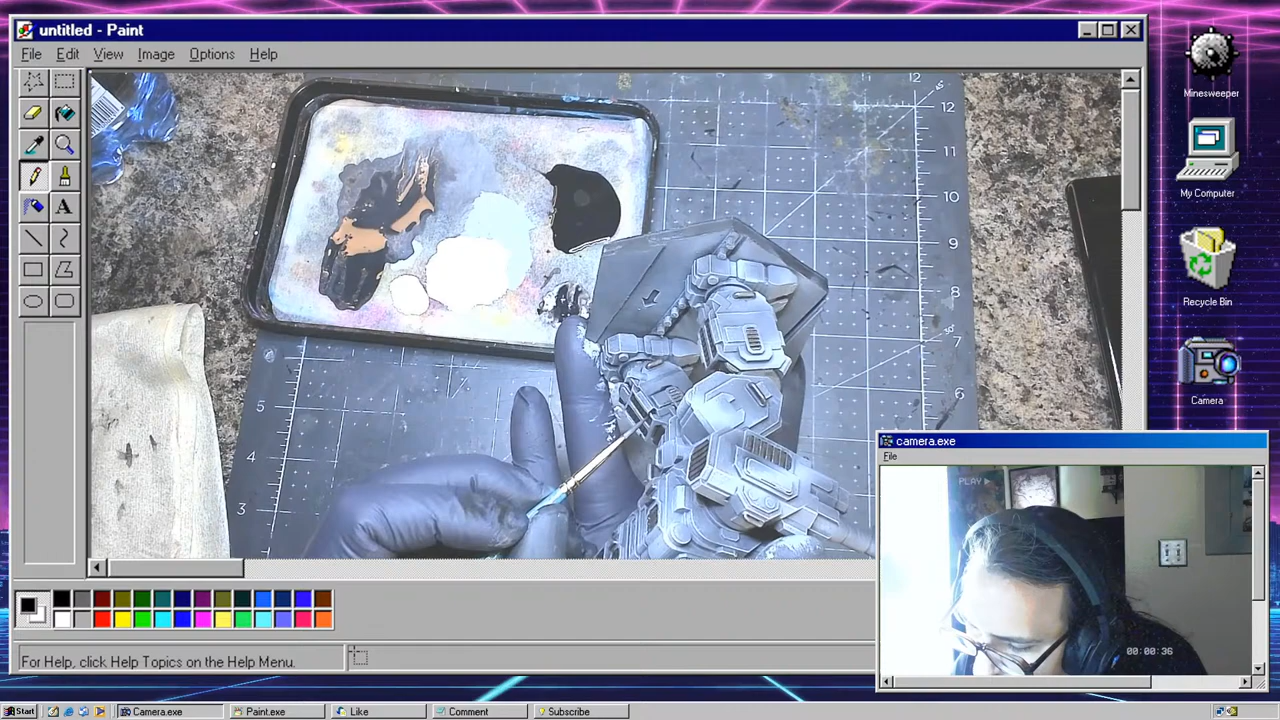 untitled - Paint
File Edit View Image Options Help
Minesweeper
My Computer
Recycle Bin
Camera
12
12
11
10
9
8
7
6
5
4
3
camera.exe
File
PLAY
00:00:36
For Help, click Help Topics on the Help Menu.
Start
Camera.exe
Paint.exe
Like
Comment
Subscribe
A